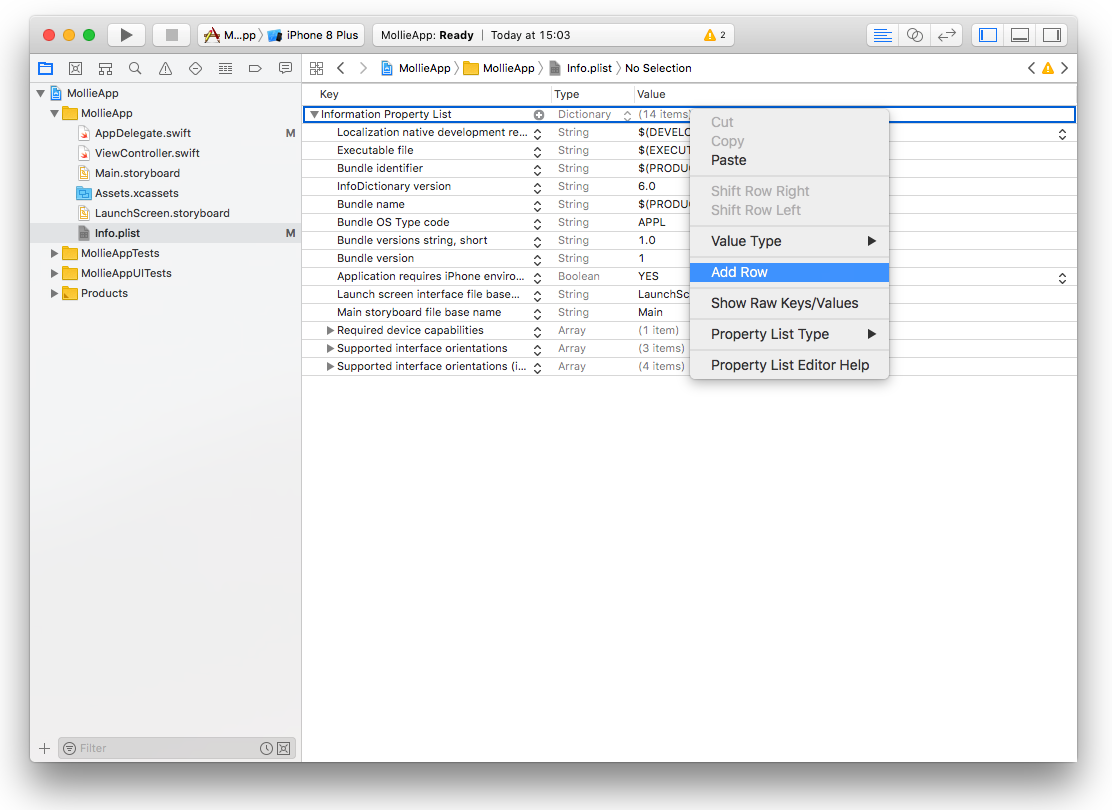 M...pp iPhone 8 Plus MollieApp: Ready Today at 15:03 2
MollieApp MollieApp Info.plist No Selection
MollieApp
MollieApp
AppDelegate.swift M
ViewController.swift
Main.storyboard
Assets.xcassets
LaunchScreen.storyboard
Info.plist M
MollieAppTests
MollieAppUITests
Products
Filter
Key Type Value
Information Property List Dictionary (14 items)
Localization native development re... String $(DEVELO
Executable file String $(EXECUT
Bundle identifier String $(PRODU
InfoDictionary version String 6.0
Bundle name String $(PRODU
Bundle OS Type code String APPL
Bundle versions string, short String 1.0
Bundle version String 1
Application requires iPhone enviro... Boolean YES
Launch screen interface file base... String LaunchSc
Main storyboard file base name String Main
Required device capabilities Array (1 item)
Supported interface orientations Array (3 items)
Supported interface orientations (i... Array (4 items)
Cut
Copy
Paste
Shift Row Right
Shift Row Left
Value Type
Add Row
Show Raw Keys/Values
Property List Type
Property List Editor Help